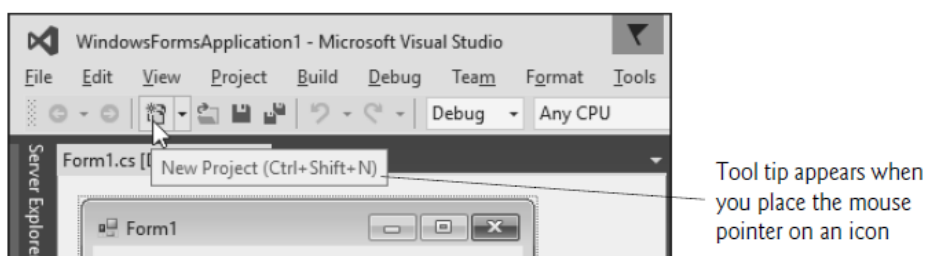 WindowsFormsApplication1 - Microsoft Visual Studio
File Edit View Project Build Debug Team Format Tools
Debug Any CPU
Server Explore
Form1.cs [
New Project (Ctrl+Shift+N)
Form1
Tool tip appears when
you place the mouse
pointer on an icon